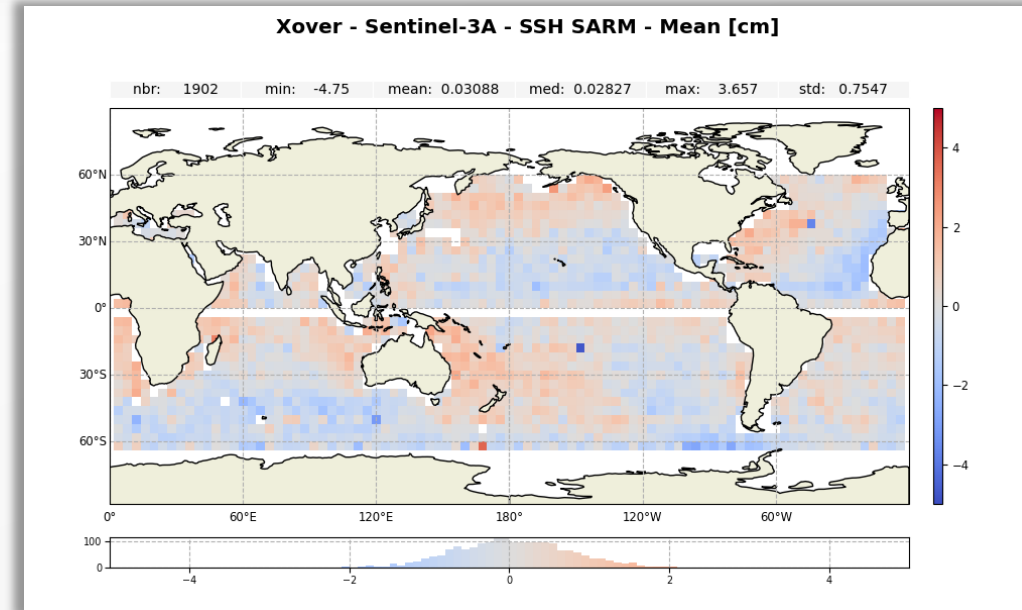 Xover - Sentinel-3A - SSH SARM - Mean [cm]
nbr: 1902 min: -4.75 mean: 0.03088 med: 0.02827 max: 3.657 std: 0.7547
60°N
30°N
0°
30°S
60°S
0° 60°E 120°E 180° 120°W 60°W
4
2
0
−2
−4
100
0
−4 −2 0 2 4